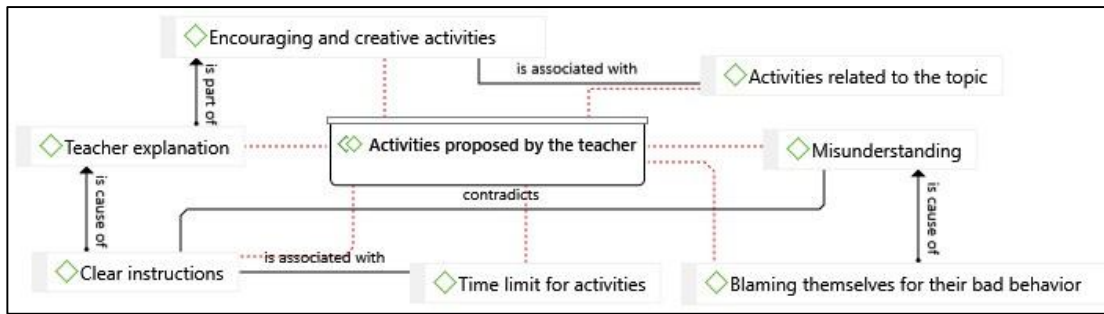 Encouraging and creative activities
is associated with
Activities related to the topic
is part of
Teacher explanation
Activities proposed by the teacher
Misunderstanding
contradicts
is cause of
is cause of
Clear instructions
is associated with
Time limit for activities
Blaming themselves for their bad behavior